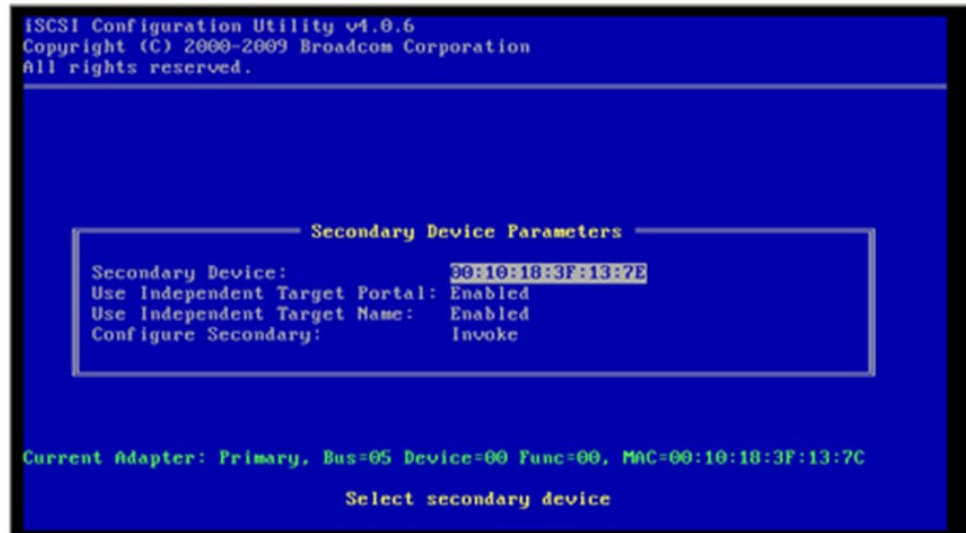 iSCSI Configuration Utility v4.0.6
Copyright (C) 2000-2009 Broadcom Corporation
All rights reserved.
Secondary Device Parameters
Secondary Device: 00:10:18:3F:13:7E
Use Independent Target Portal: Enabled
Use Independent Target Name: Enabled
Configure Secondary: Invoke
Current Adapter: Primary, Bus=05 Device=00 Func=00, MAC=00:10:18:3F:13:7C
Select secondary device